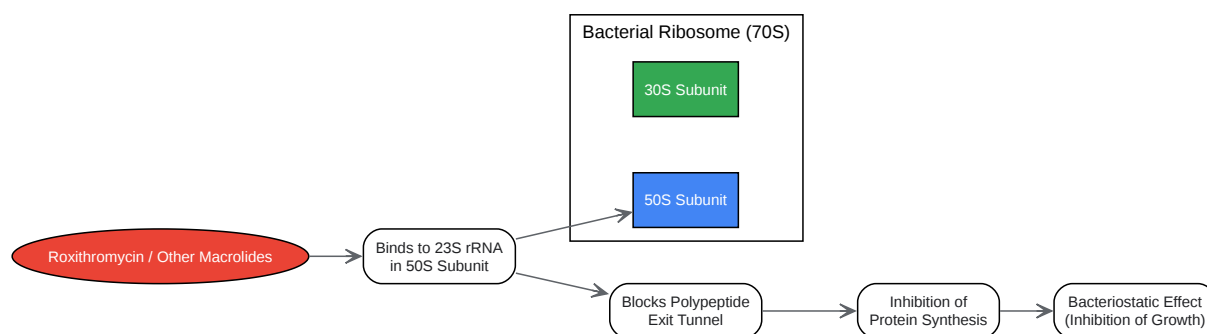 Bacterial Ribosome (70S)
30S Subunit
50S Subunit
Roxithromycin / Other Macrolides
Binds to 23S rRNA
in 50S Subunit
Blocks Polypeptide
Exit Tunnel
Inhibition of
Protein Synthesis
Bacteriostatic Effect
(Inhibition of Growth)